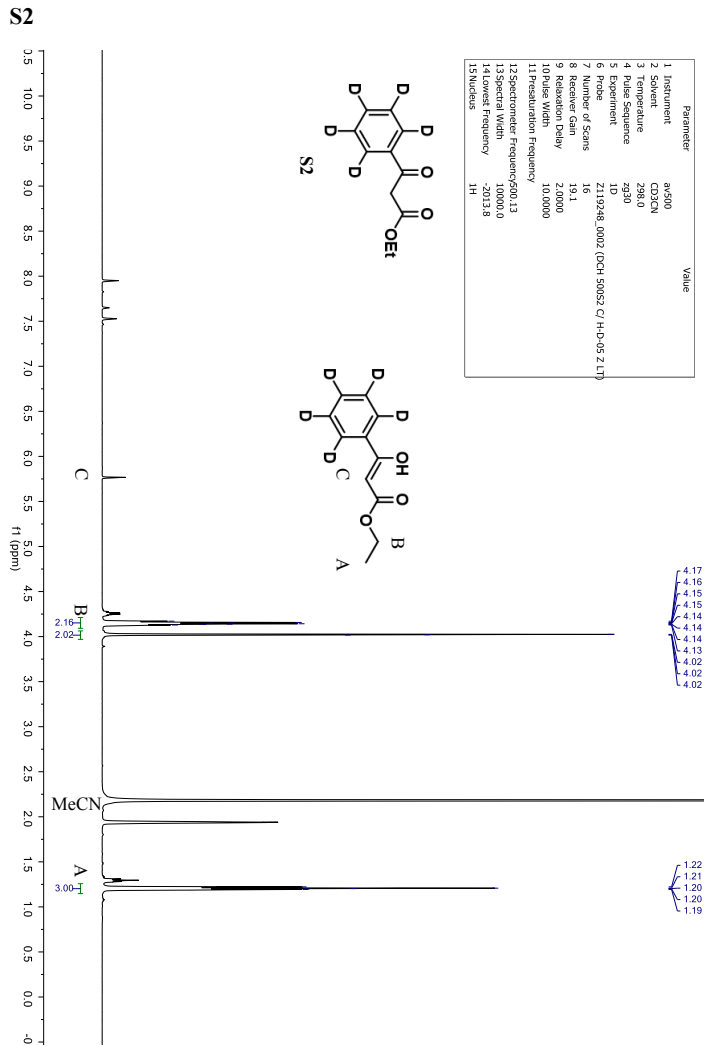 S2
Parameter Value
1 Instrument av500
2 Solvent CD3CN
3 Temperature 298.0
4 Pulse Sequence zg30
5 Experiment 1D
6 Probe Z119248_0002 (DCH 500S2 C/ H-D-05 Z LT)
7 Number of Scans 16
8 Receiver Gain 19.1
9 Relaxation Delay 2.0000
10 Pulse Width 10.0000
11 Presaturation Frequency
12 Spectrometer Frequency 500.13
13 Spectral Width 10000.0
14 Lowest Frequency -2013.8
15 Nucleus 1H
D D D D D O O OEt
S2
D D D D D OH O O
C
B
A
4.17
4.16
4.15
4.15
4.14
4.14
4.14
4.13
4.02
4.02
4.02
1.22
1.21
1.20
1.20
1.19
C
B
MeCN
A
2.16
2.02
3.00
0.5 10.0 9.5 9.0 8.5 8.0 7.5 7.0 6.5 6.0 5.5 5.0 4.5 4.0 3.5 3.0 2.5 2.0 1.5 1.0 0.5 0.0 -0
f1 (ppm)